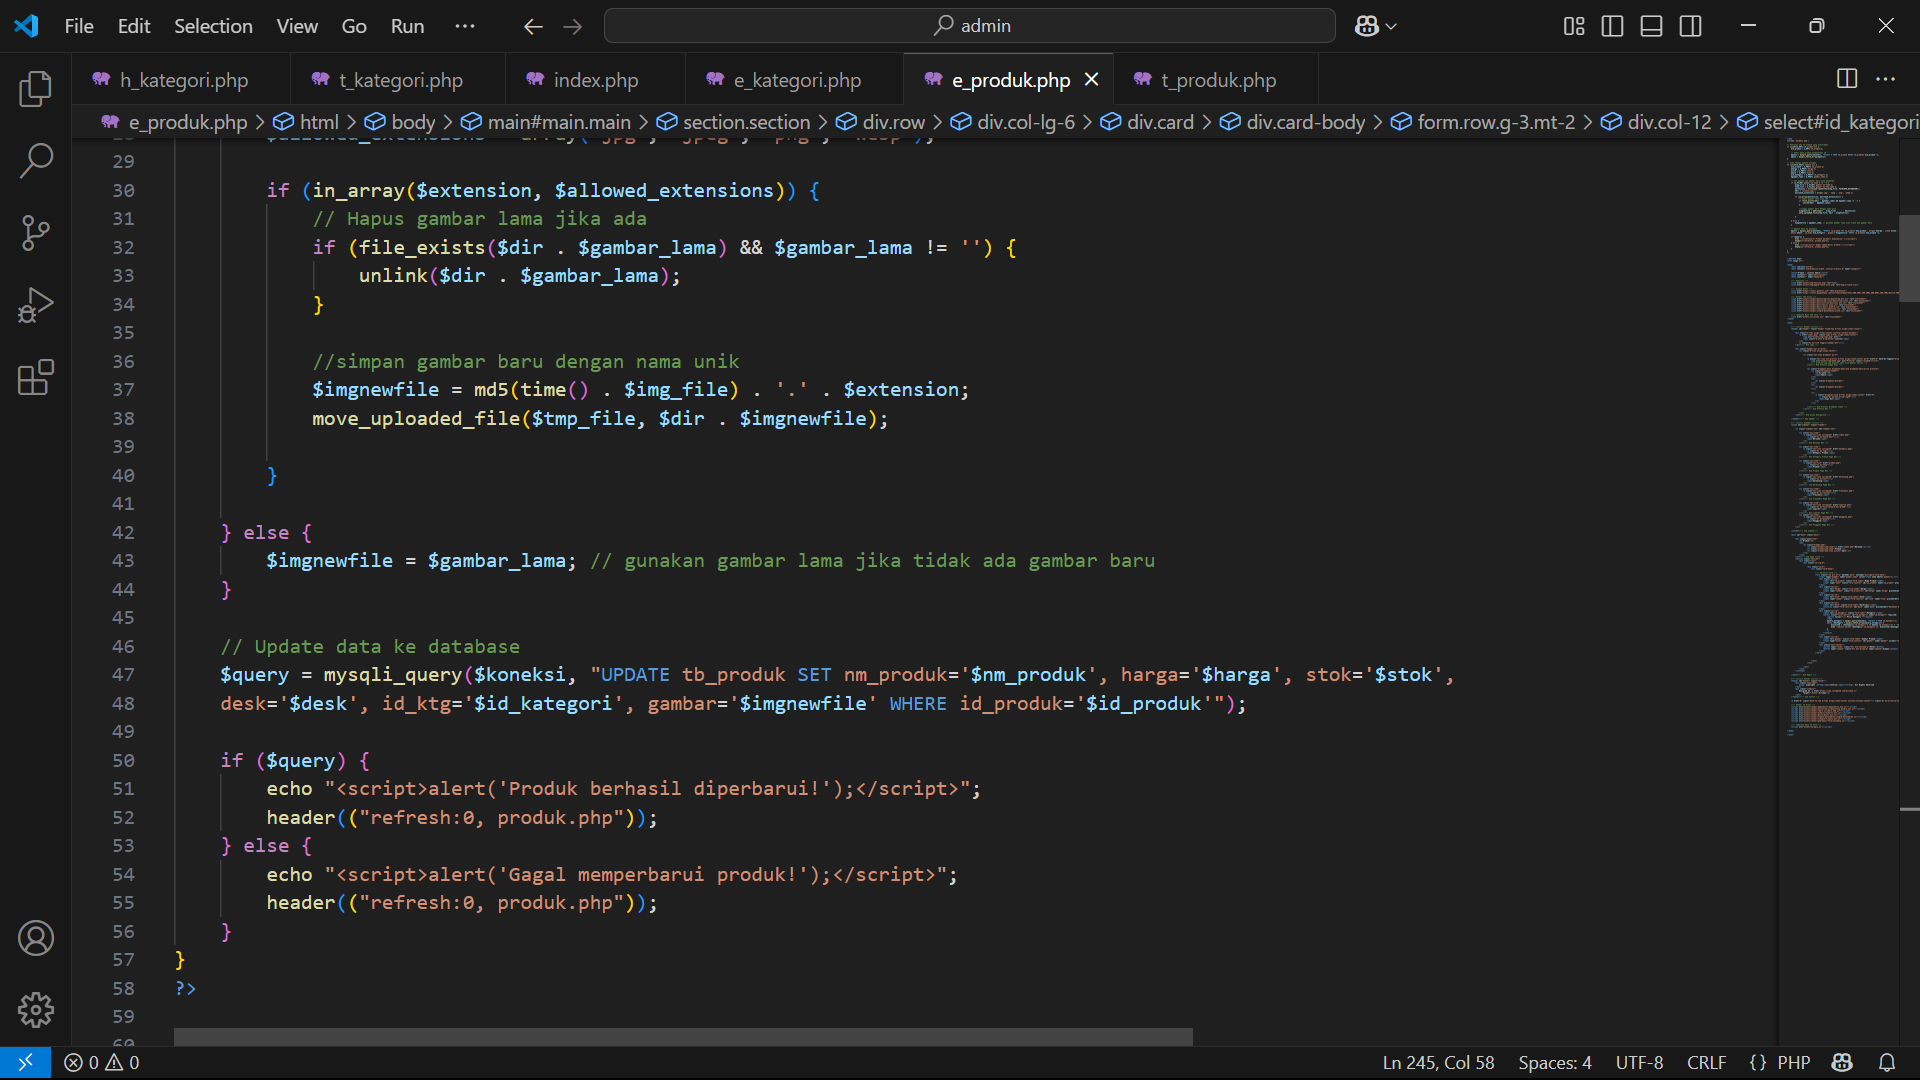 File Edit Selection View Go Run ··· admin
h_kategori.php t_kategori.php index.php e_kategori.php e_produk.php t_produk.php
e_produk.php > html > body > main#main.main > section.section > div.row > div.col-lg-6 > div.card > div.card-body > form.row.g-3.mt-2 > div.col-12 > select#id_kategori
29
30 if (in_array($extension, $allowed_extensions)) {
31 // Hapus gambar lama jika ada
32 if (file_exists($dir . $gambar_lama) && $gambar_lama != '') {
33 unlink($dir . $gambar_lama);
34 }
35
36 //simpan gambar baru dengan nama unik
37 $imgnewfile = md5(time() . $img_file) . '.' . $extension;
38 move_uploaded_file($tmp_file, $dir . $imgnewfile);
39
40 }
41
42 } else {
43 $imgnewfile = $gambar_lama; // gunakan gambar lama jika tidak ada gambar baru
44 }
45
46 // Update data ke database
47 $query = mysqli_query($koneksi, "UPDATE tb_produk SET nm_produk='$nm_produk', harga='$harga', stok='$stok',
48 desk='$desk', id_ktg='$id_kategori', gambar='$imgnewfile' WHERE id_produk='$id_produk'");
49
50 if ($query) {
51 echo "<script>alert('Produk berhasil diperbarui!');</script>";
52 header(("refresh:0, produk.php"));
53 } else {
54 echo "<script>alert('Gagal memperbarui produk!');</script>";
55 header(("refresh:0, produk.php"));
56 }
57 }
58 ?>
59
60
0 0 Ln 245, Col 58 Spaces: 4 UTF-8 CRLF {} PHP